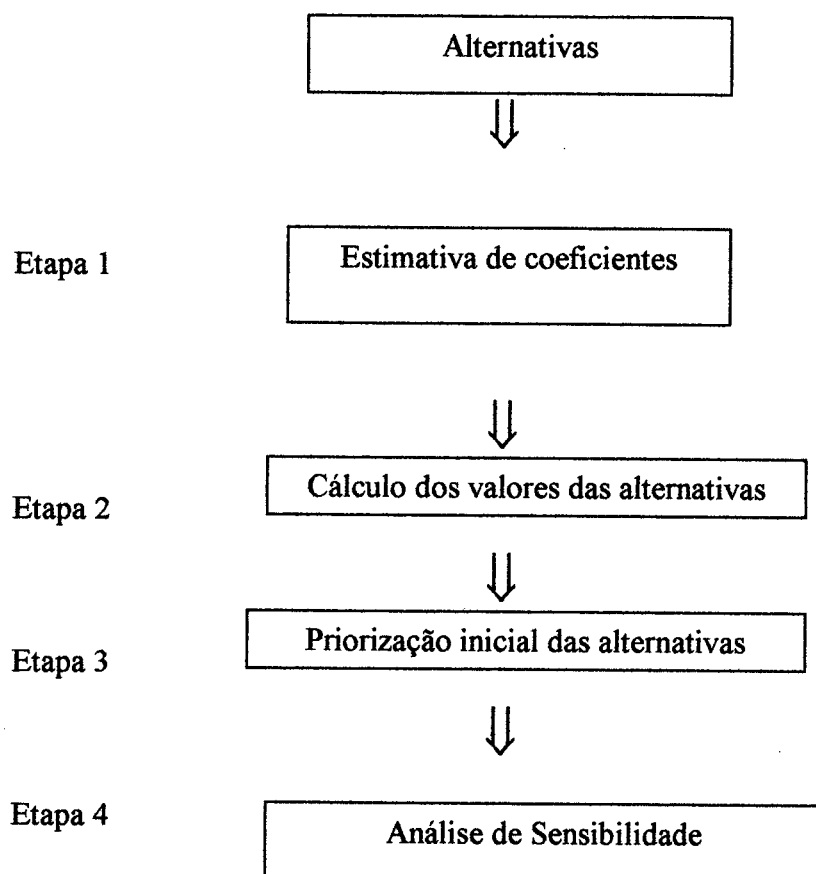 Alternativas
Etapa 1
Estimativa de coeficientes
Etapa 2
Cálculo dos valores das alternativas
Etapa 3
Priorização inicial das alternativas
Etapa 4
Análise de Sensibilidade